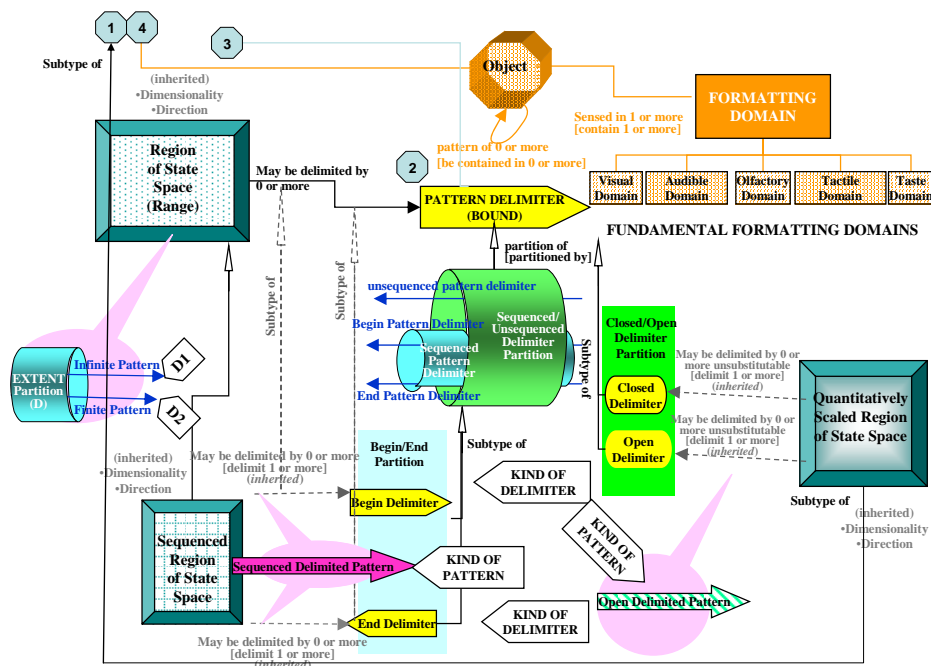 1
4
3
Subtype of
(inherited)
•Dimensionality
•Direction
Object
FORMATTING
DOMAIN
Sensed in 1 or more
[contain 1 or more]
pattern of 0 or more
[be contained in 0 or more]
Region
of State
Space
(Range)
May be delimited by
0 or more
2
PATTERN DELIMITER
(BOUND)
Visual
Domain
Audible
Domain
Olfactory
Domain
Tactile
Domain
Taste
Domain
FUNDAMENTAL FORMATTING DOMAINS
partition of
[partitioned by]
Subtype of
Subtype of
unsequenced pattern delimiter
Begin Pattern Delimiter
End Pattern Delimiter
Sequenced/
Unsequenced
Delimiter
Partition
Sequenced
Pattern
Delimiter
Subtype of
Closed/Open
Delimiter
Partition
Closed
Delimiter
Open
Delimiter
May be delimited by 0 or
more unsubstitutable
[delimit 1 or more]
(inherited)
May be delimited by 0 or
more unsubstitutable
[delimit 1 or more]
(inherited)
Quantitatively
Scaled Region
of State Space
EXTENT
Partition
(D)
Infinite Pattern
Finite Pattern
D1
D2
(inherited)
•Dimensionality
•Direction
May be delimited by 0 or more
[delimit 1 or more]
(inherited)
Begin/End
Partition
Subtype of
Begin Delimiter
KIND OF
DELIMITER
KIND OF
PATTERN
Subtype of
(inherited)
•Dimensionality
•Direction
Sequenced
Region
of State
Space
Sequenced Delimited Pattern
KIND OF
PATTERN
End Delimiter
KIND OF
DELIMITER
Open Delimited Pattern
May be delimited by 0 or more
[delimit 1 or more]
(inherited)